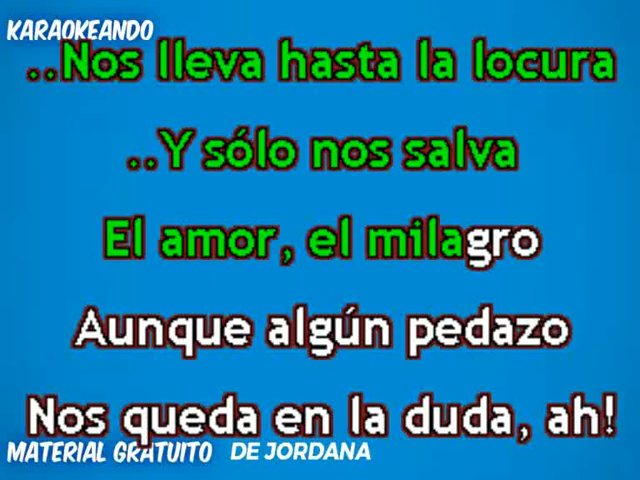 KARAOKEANDO
..Nos lleva hasta la locura
..Y sólo nos salva
El amor, el milagro
Aunque algún pedazo
Nos queda en la duda, ah!
MATERIAL GRATUITO DE JORDANA